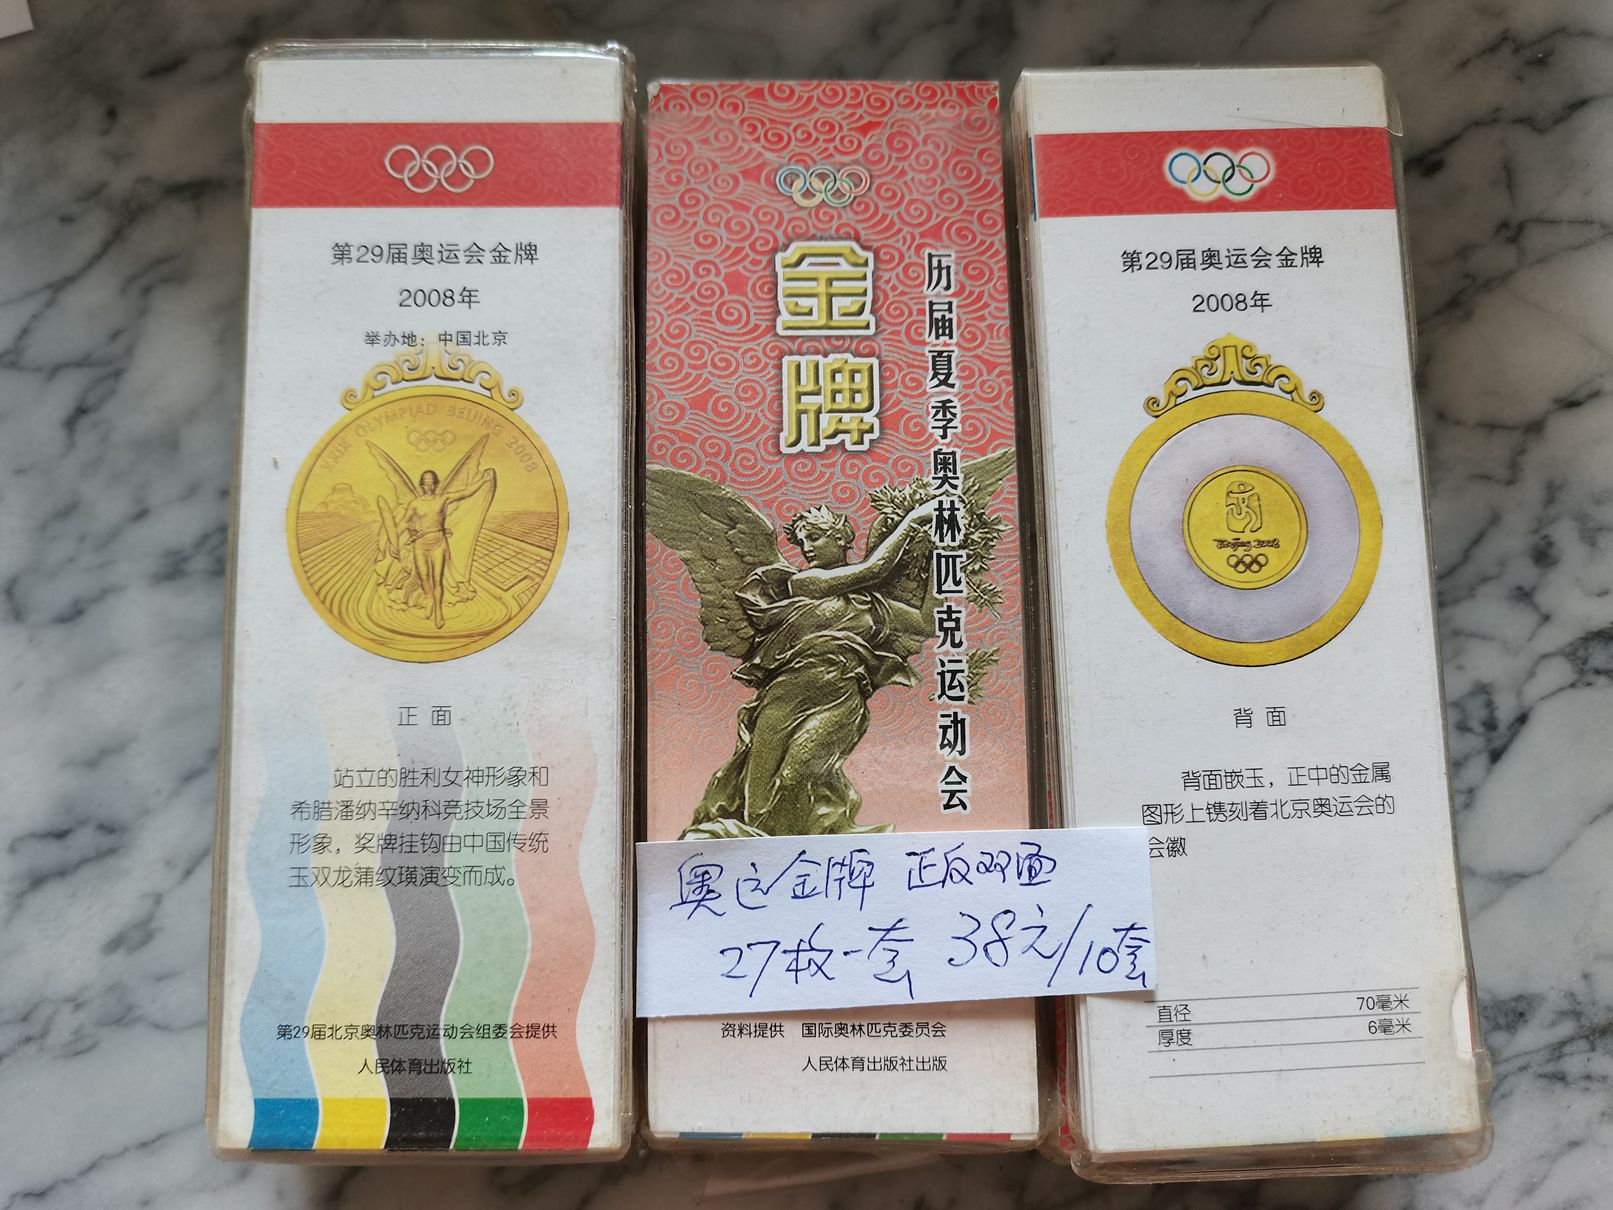 第29届奥运会金牌
2008年
举办地：中国北京
XXIX OLYMPIAD BEIJING 2008
正面
站立的胜利女神形象和
希腊潘纳辛纳科竞技场全景
形象，奖牌挂钩由中国传统
玉双龙蒲纹璜演变而成。
第29届北京奥林匹克运动会组委会提供
人民体育出版社
金牌
历届夏季奥林匹克运动会
奥运金牌 正反双面
27枚一套 38元/10套
资料提供 国际奥林匹克委员会
人民体育出版社出版
第29届奥运会金牌
2008年
Beijing 2008
背面
背面嵌玉，正中的金属
图形上镌刻着北京奥运会的
会徽
直径 70毫米
厚度 6毫米